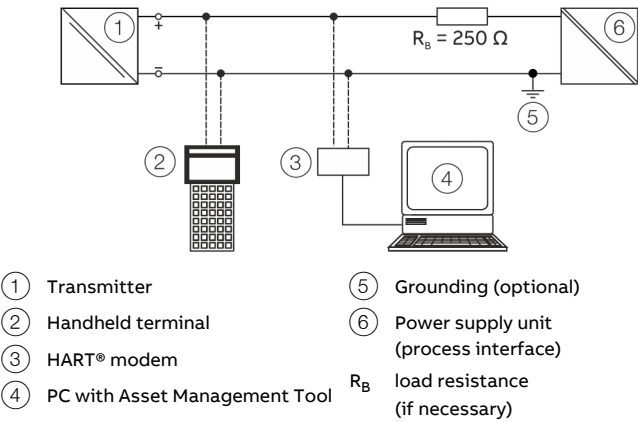 1
+
–
R_B = 250 Ω
6
5
2
3
4
1 Transmitter
2 Handheld terminal
3 HART® modem
4 PC with Asset Management Tool
5 Grounding (optional)
6 Power supply unit
(process interface)
R_B load resistance
(if necessary)